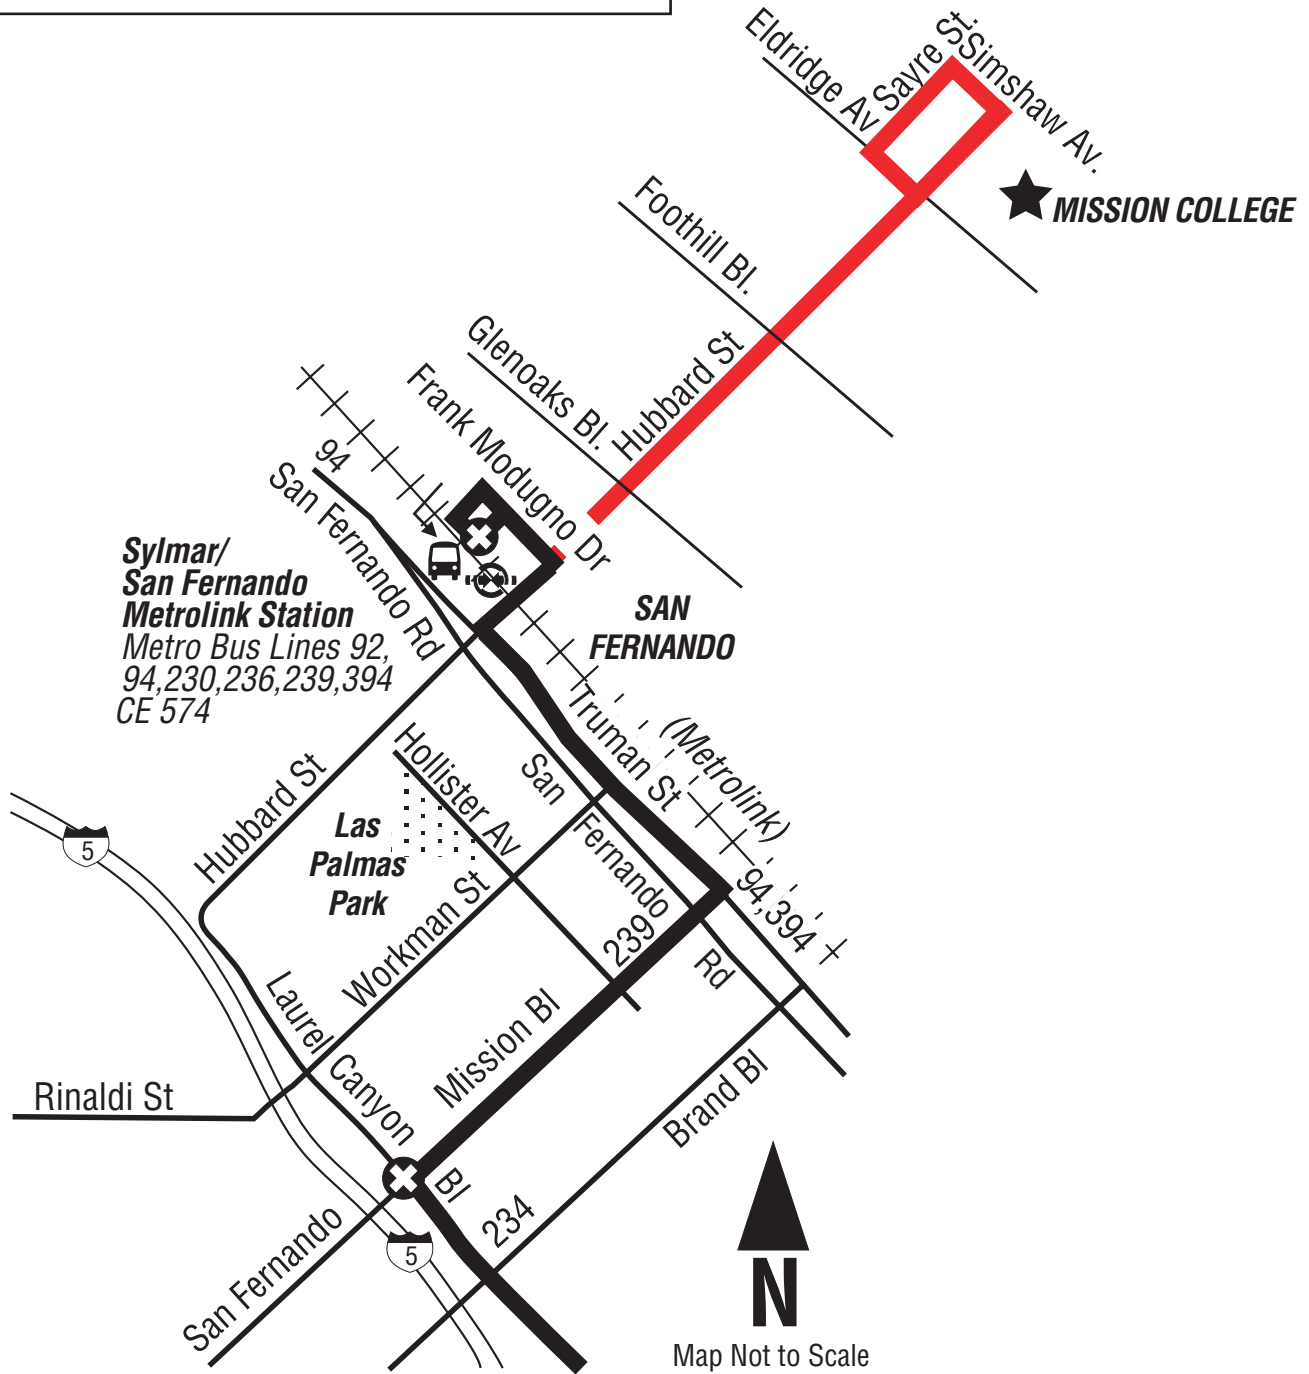 Eldridge Av
Sayre St
Simshaw Av.
MISSION COLLEGE
Foothill Bl.
Glenoaks Bl.
Hubbard St
Frank Modugno Dr
94
San Fernando Rd
Sylmar/
San Fernando
Metrolink Station
Metro Bus Lines 92,
94,230,236,239,394
CE 574
SAN
FERNANDO
Truman St
(Metrolink)
Hubbard St
Hollister Av
San
Fernando
Rd
Las
Palmas
Park
94,394
239
5
Workman St
Mission Bl
Laurel
Canyon
Bl
Rinaldi St
Brand Bl
234
5
San Fernando
N
Map Not to Scale